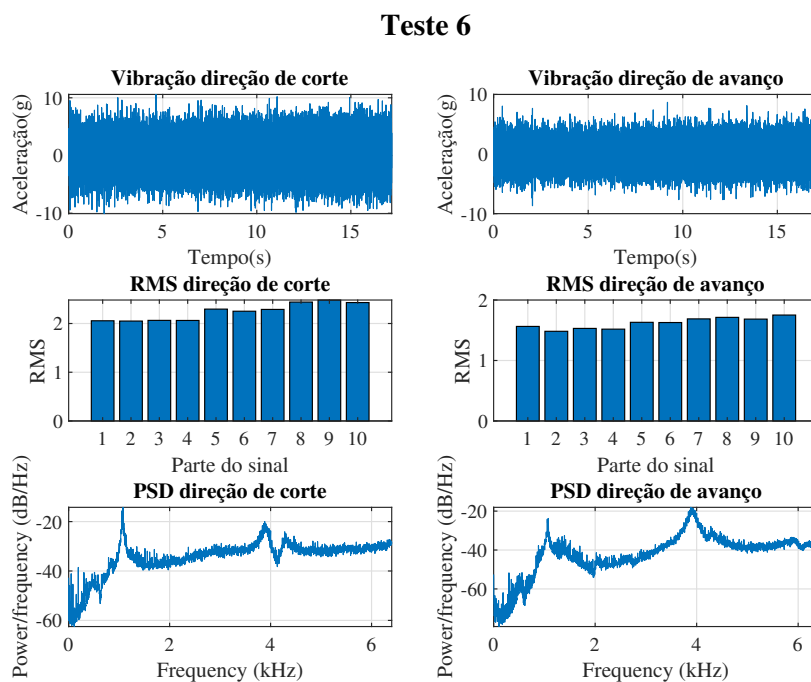 Teste 6
Vibração direção de corte
Aceleração(g)
10
0
-10
0 5 10 15
Tempo(s)
Vibração direção de avanço
Aceleração(g)
10
0
-10
0 5 10 15
Tempo(s)
RMS direção de corte
RMS
2
1
0
1 2 3 4 5 6 7 8 9 10
Parte do sinal
RMS direção de avanço
RMS
2
1
0
1 2 3 4 5 6 7 8 9 10
Parte do sinal
PSD direção de corte
Power/frequency (dB/Hz)
-20
-40
-60
0 2 4 6
Frequency (kHz)
PSD direção de avanço
Power/frequency (dB/Hz)
-20
-40
-60
0 2 4 6
Frequency (kHz)